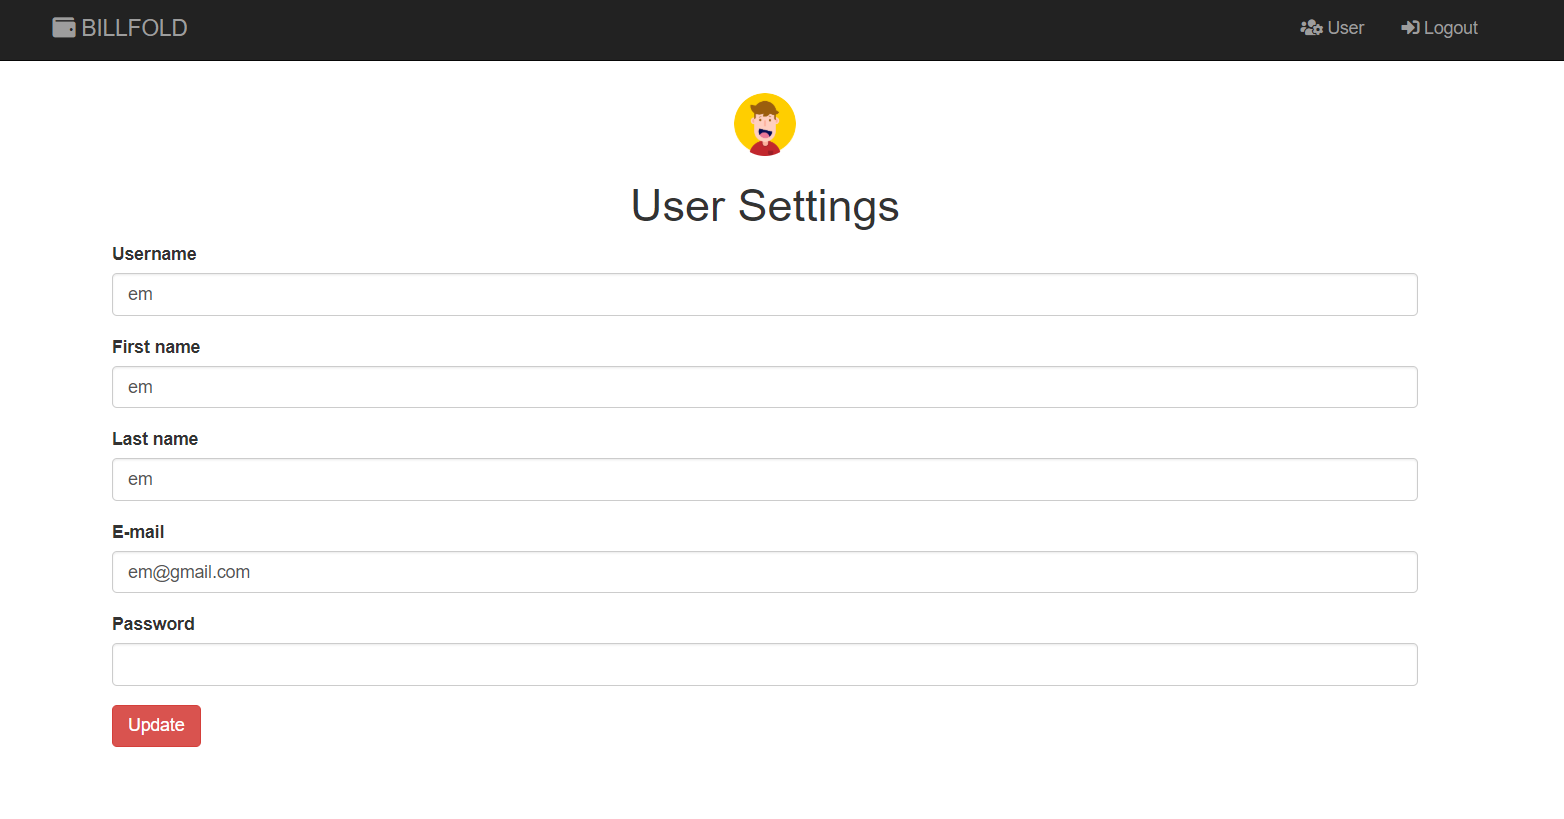 BILLFOLD User Logout
User Settings
Username
em
First name
em
Last name
em
E-mail
em@gmail.com
Password
Update